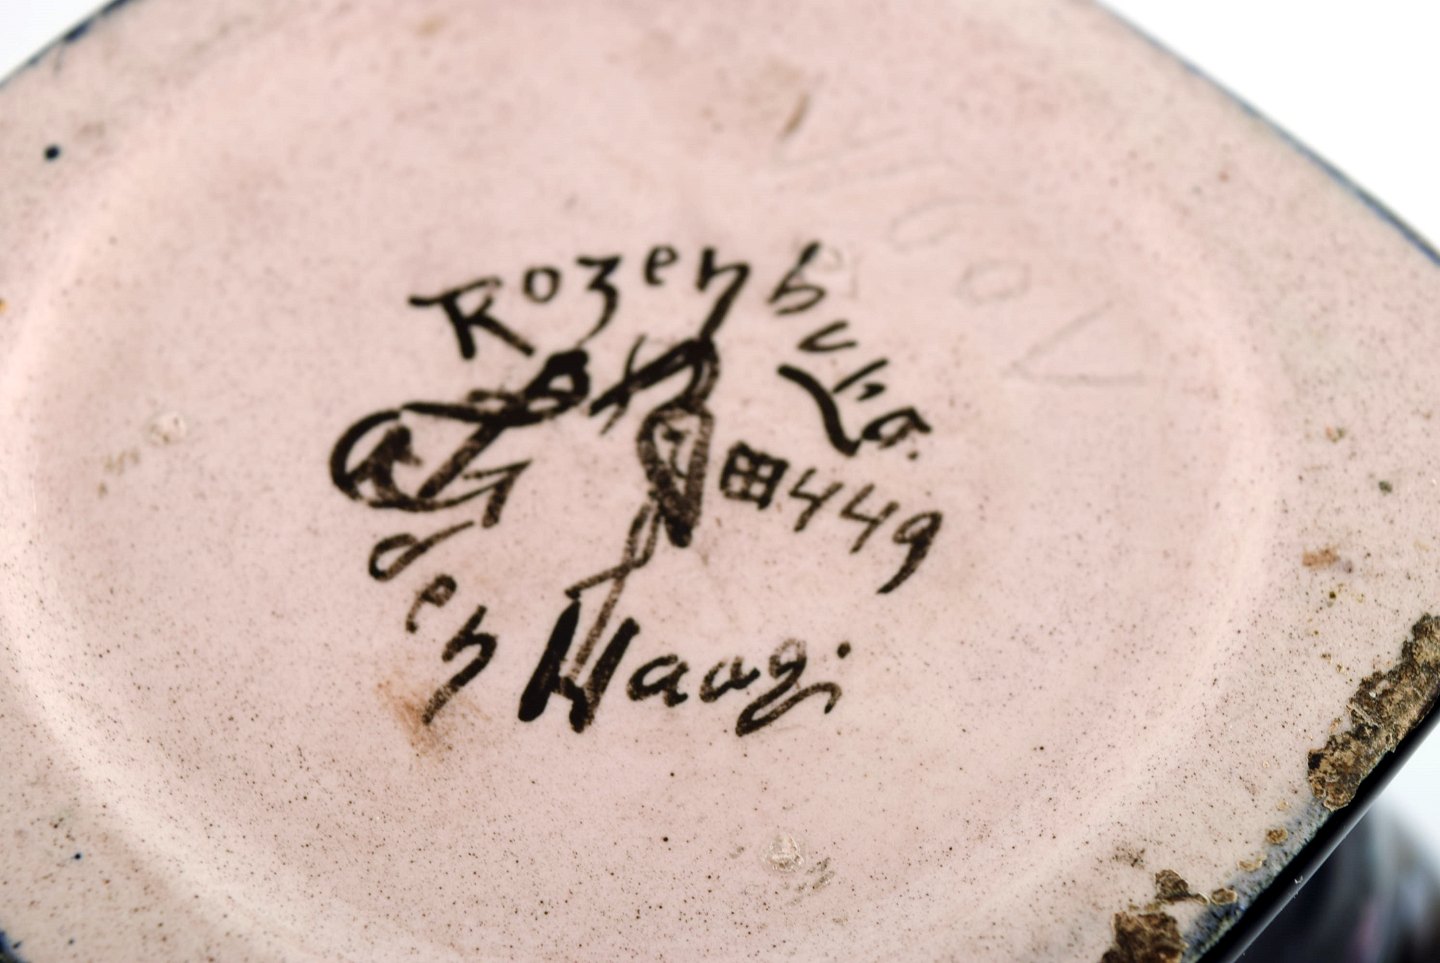 Rozenburg.
449
den Haag.